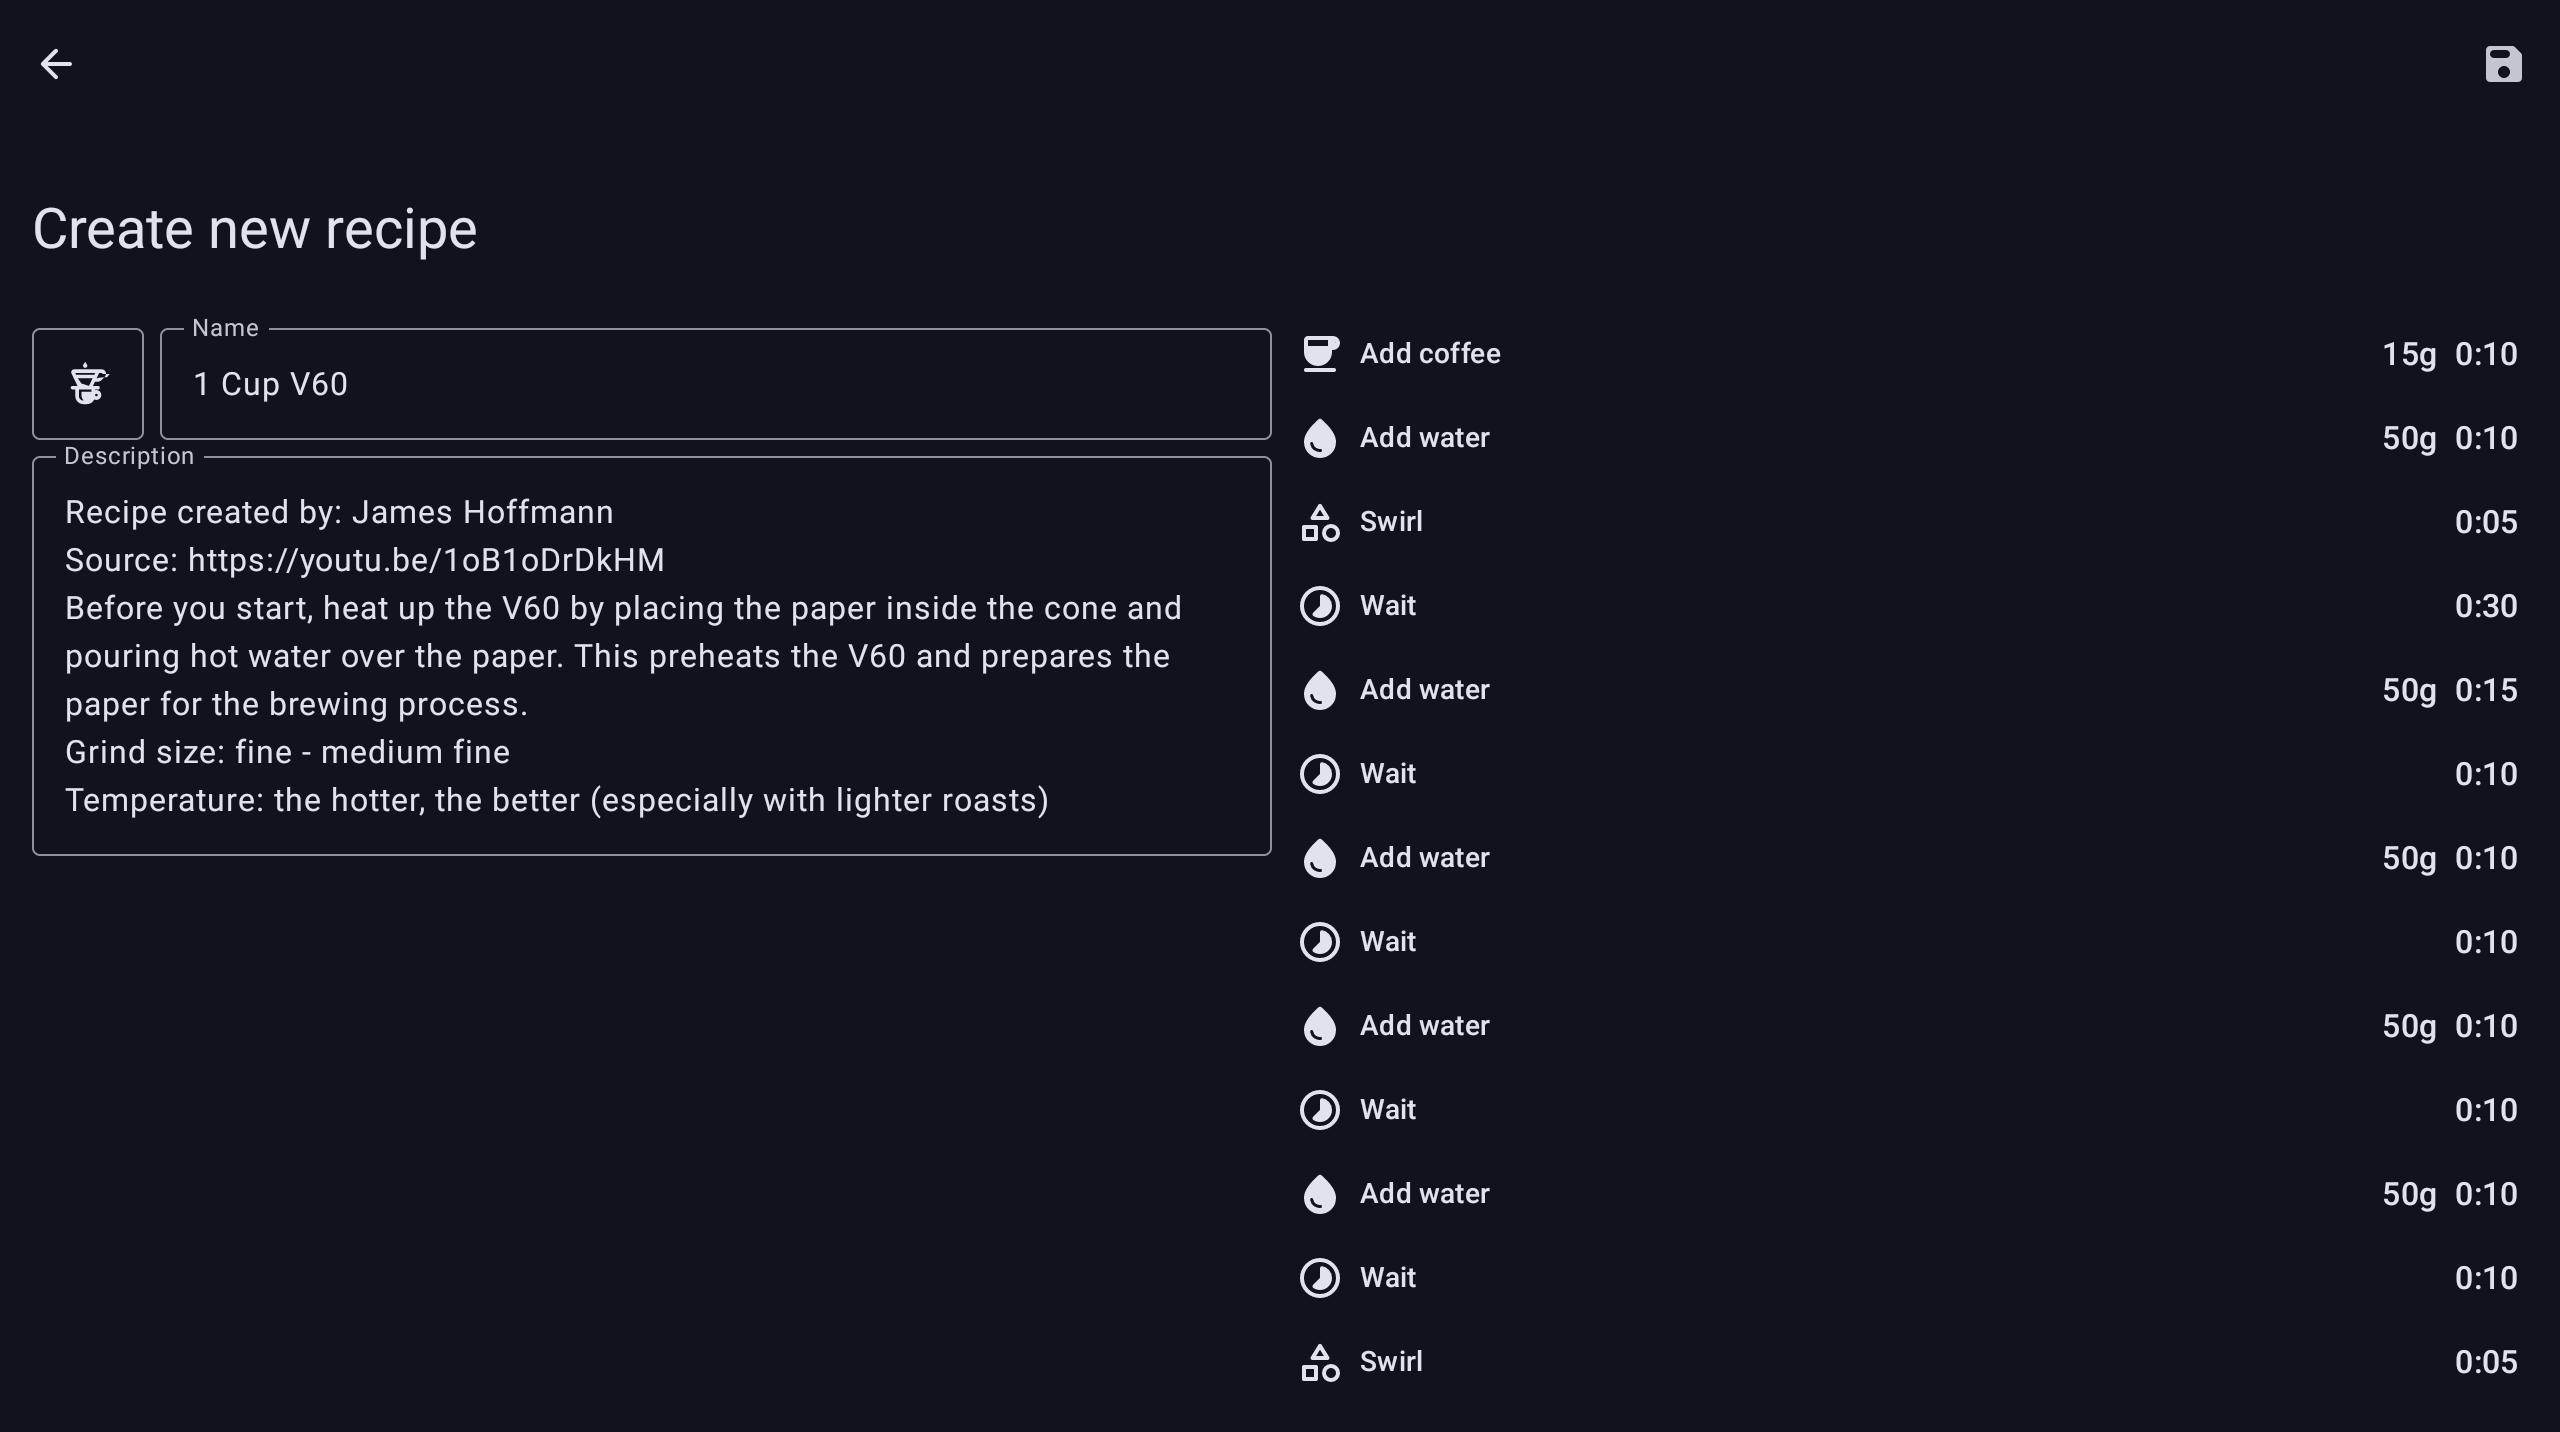 Create new recipe
Name
1 Cup V60
Description
Recipe created by: James Hoffmann
Source: https://youtu.be/1oB1oDrDkHM
Before you start, heat up the V60 by placing the paper inside the cone and
pouring hot water over the paper. This preheats the V60 and prepares the
paper for the brewing process.
Grind size: fine - medium fine
Temperature: the hotter, the better (especially with lighter roasts)
Add coffee 15g 0:10
Add water 50g 0:10
Swirl 0:05
Wait 0:30
Add water 50g 0:15
Wait 0:10
Add water 50g 0:10
Wait 0:10
Add water 50g 0:10
Wait 0:10
Add water 50g 0:10
Wait 0:10
Swirl 0:05